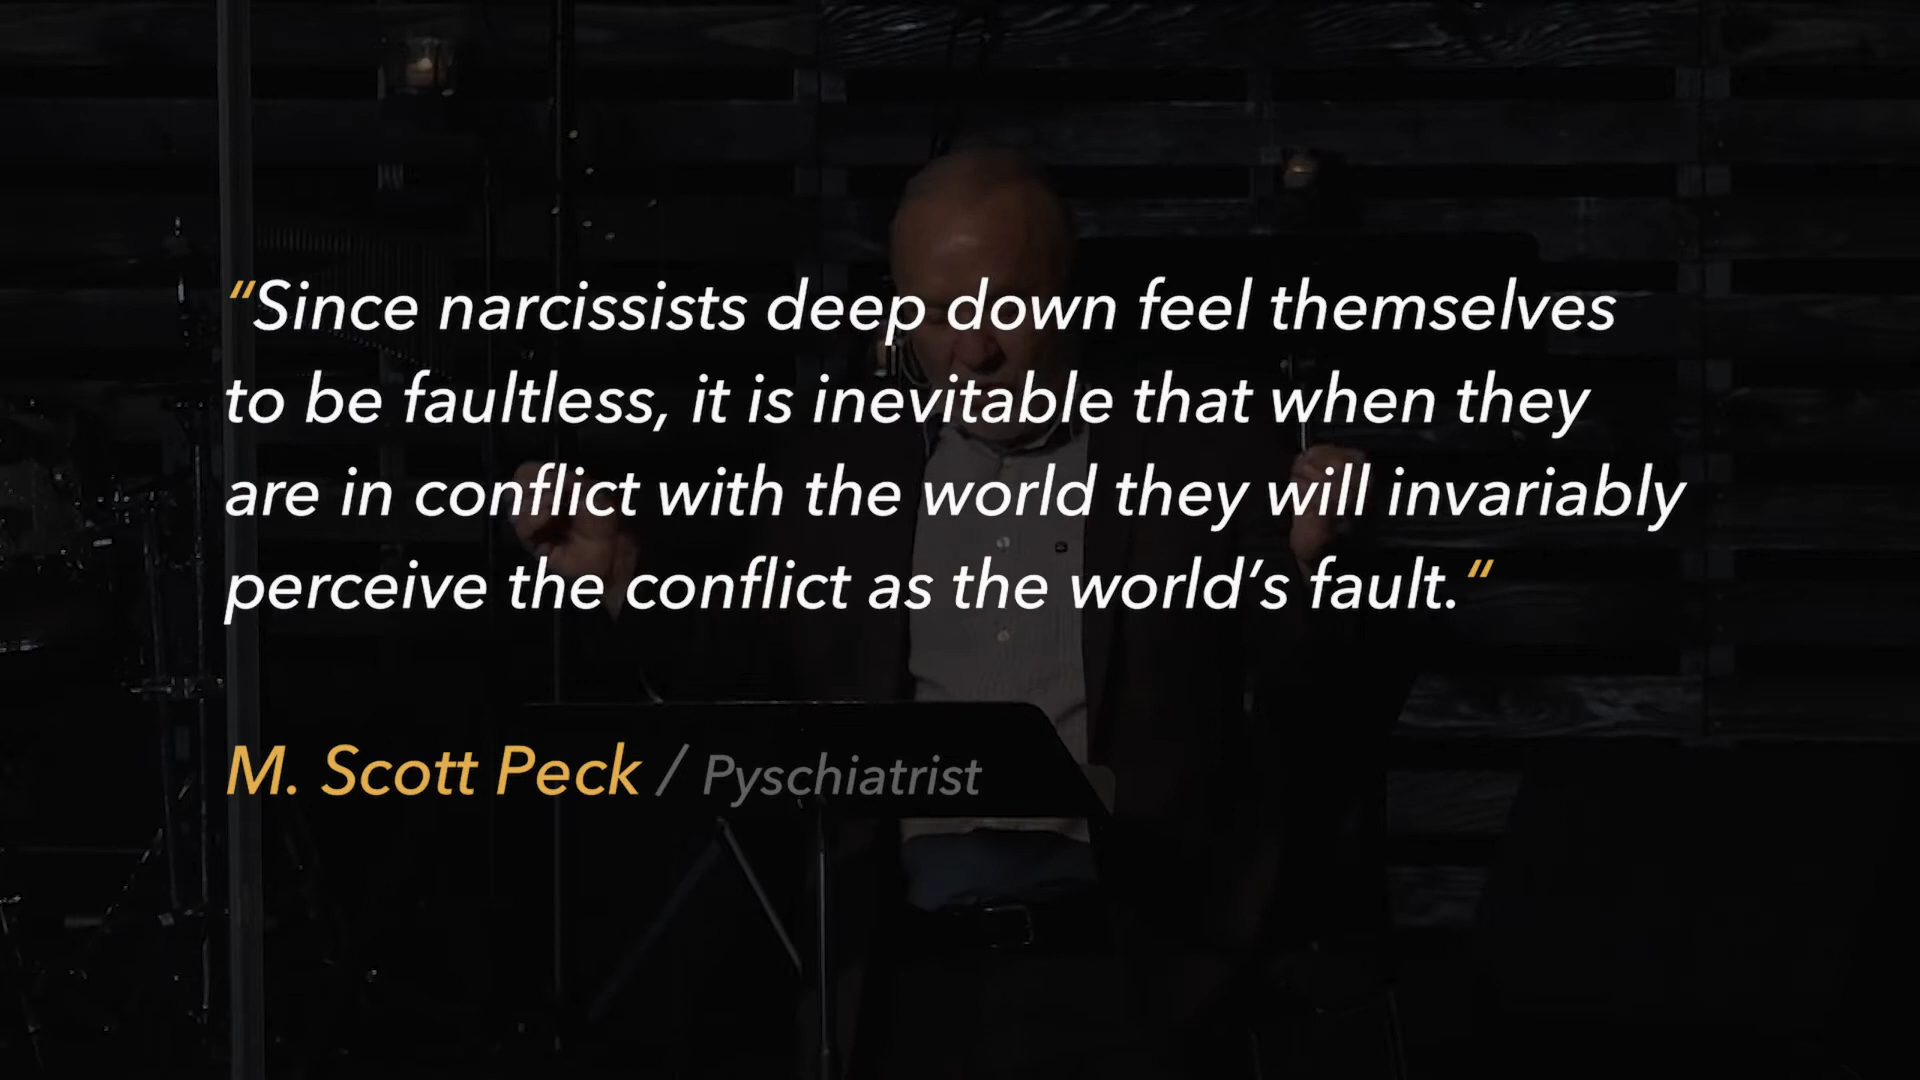 “Since narcissists deep down feel themselves
to be faultless, it is inevitable that when they
are in conflict with the world they will invariably
perceive the conflict as the world’s fault.“
M. Scott Peck / Pyschiatrist